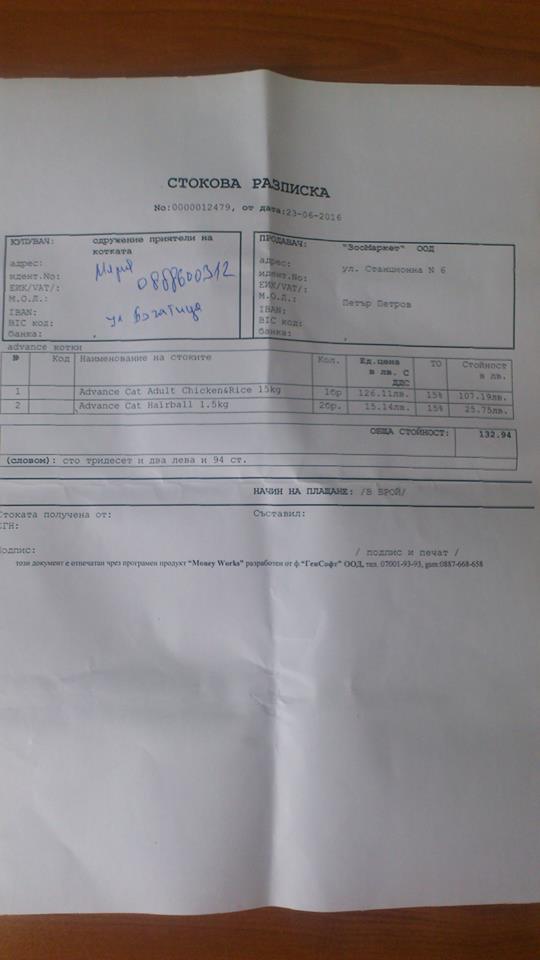 СТОКОВА РАЗПИСКА
No:0000012479, от дата:23-06-2016
КУПУВАЧ: сдружение приятели на котката
адрес: Мария
идент.No: 0888600312
ЕИК/VAT/:
М.О.Л.: ул Богатица
IBAN:
BIC код:
банка: ,
ПРОДАВАЧ: "ЗооМаркет" ООД
адрес: ул. Станционна N 6
идент.No:
ЕИК/VAT/:
М.О.Л.: Петър Петров
IBAN:
BIC код:
банка: ,
advance котки
№ Код Наименование на стоките Кол. Ед.цена в лв. С ДДС ТО Стойност в лв.
1 Advance Cat Adult Chicken&Rice 15kg 1бр 126.11лв. 15% 107.19лв.
2 Advance Cat Hairball 1.5kg 2бр. 15.14лв. 15% 25.75лв.
ОБЩА СТОЙНОСТ: 132.94
(словом): сто тридесет и два лева и 94 ст.
НАЧИН НА ПЛАЩАНЕ: /В БРОЙ/
Стоката получена от: Съставил:
ЕГН:
Подпис: / подпис и печат /
този документ е отпечатан чрез програмен продукт "Money Works" разработен от ф."ГенСофт" ООД, тел. 07001-93-93, gsm:0887-668-658